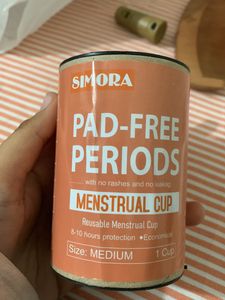 SIMORA
PAD-FREE
PERIODS
...with no rashes and no leaking
MENSTRUAL CUP
Reusable Menstrual Cup
8-10 hours protection • Economical
Size: MEDIUM 1 Cup